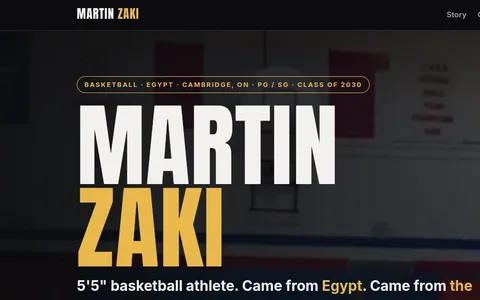 MARTIN ZAKI
Story
BASKETBALL · EGYPT · CAMBRIDGE, ON · PG / SG · CLASS OF 2030
MARTIN
ZAKI
5'5" basketball athlete. Came from Egypt. Came from the